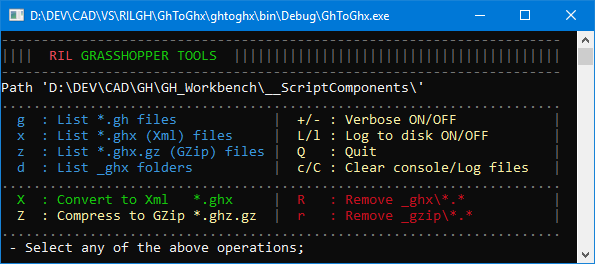 D:\DEV\CAD\VS\RILGH\GhToGhx\ghtoghx\bin\Debug\GhToGhx.exe
RIL GRASSHOPPER TOOLS
Path 'D:\DEV\CAD\GH\GH_Workbench\__ScriptComponents\'
g : List *.gh files | +/- : Verbose ON/OFF |
x : List *.ghx (Xml) files | L/l : Log to disk ON/OFF |
z : List *.ghx.gz (GZip) files | Q : Quit |
d : List _ghx folders | c/C : Clear console/Log files |
X : Convert to Xml *.ghx | R : Remove _ghx\*.* |
Z : Compress to GZip *.ghz.gz | r : Remove _gzip\*.* |
- Select any of the above operations;